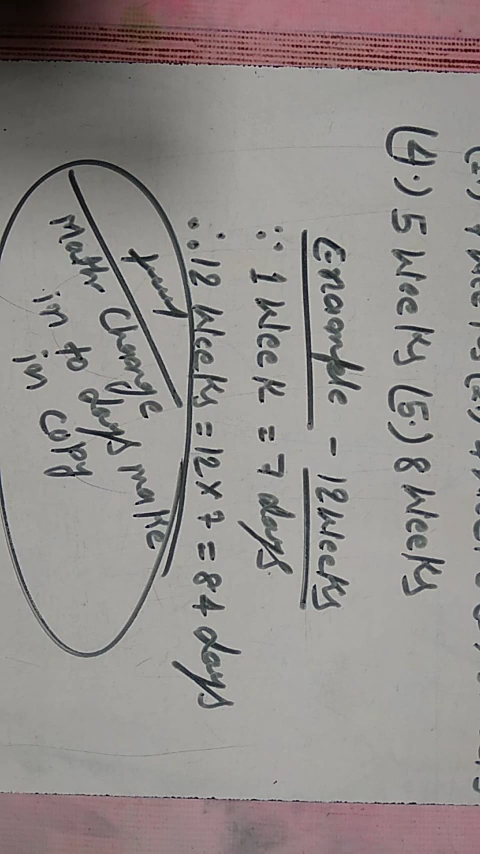 (4.) 5 Weeks (5.) 8 Weeks
Enaomple - 12 Weeks
∵ 1 Week = 7 days
∴ 12 Weeks = 12 x 7 = 84 days
math change
in to days make
in copy